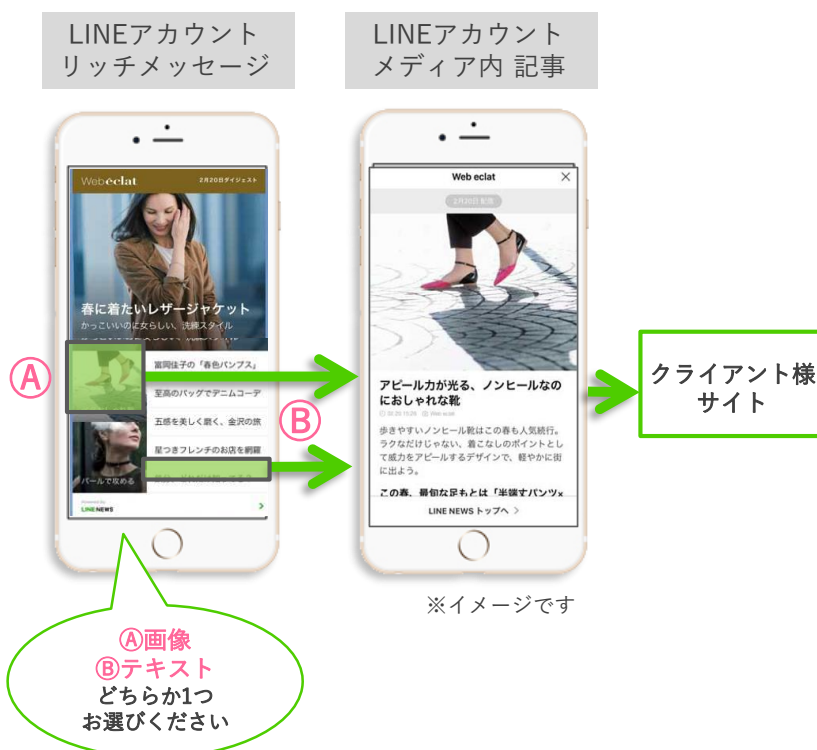 LINEアカウント
リッチメッセージ
LINEアカウント
メディア内 記事
Web éclat
2月20日ダイジェスト
春に着たいレザージャケット
かっこいいのに女らしい、洗練スタイル
富岡佳子の「春色パンプス」
至高のバッグでデニムコーデ
五感を美しく磨く、金沢の旅
星つきフレンチのお店を網羅
パールで攻める
Powered by
LINE NEWS
Ⓐ
Ⓑ
Web eclat
2月20日 配信
アピール力が光る、ノンヒールなの
におしゃれな靴
02.20 15:26 Web eclat
歩きやすいノンヒール靴はこの春も人気続行。
ラクなだけじゃない、着こなしのポイントとし
て威力をアピールするデザインで、軽やかに街
に出よう。
この春、最旬な足もとは「半端丈パンツ×
LINE NEWS トップへ
クライアント様
サイト
※イメージです
Ⓐ画像
Ⓑテキスト
どちらか1つ
お選びください